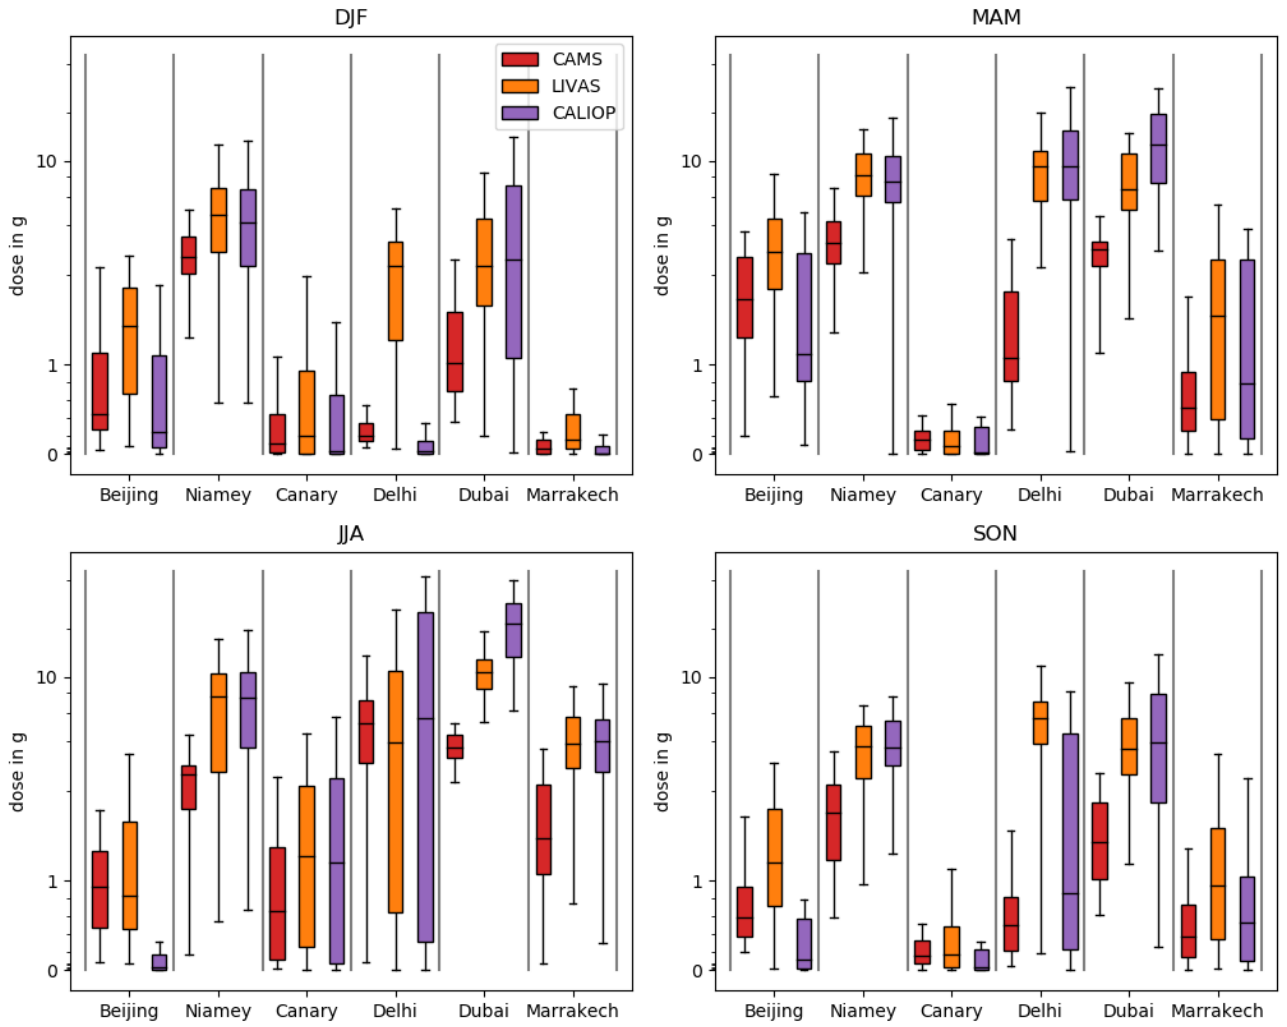 DJF
CAMS
LIVAS
CALIOP
dose in g
10
1
0
Beijing Niamey Canary Delhi Dubai Marrakech
MAM
dose in g
10
1
0
Beijing Niamey Canary Delhi Dubai Marrakech
JJA
dose in g
10
1
0
Beijing Niamey Canary Delhi Dubai Marrakech
SON
dose in g
10
1
0
Beijing Niamey Canary Delhi Dubai Marrakech